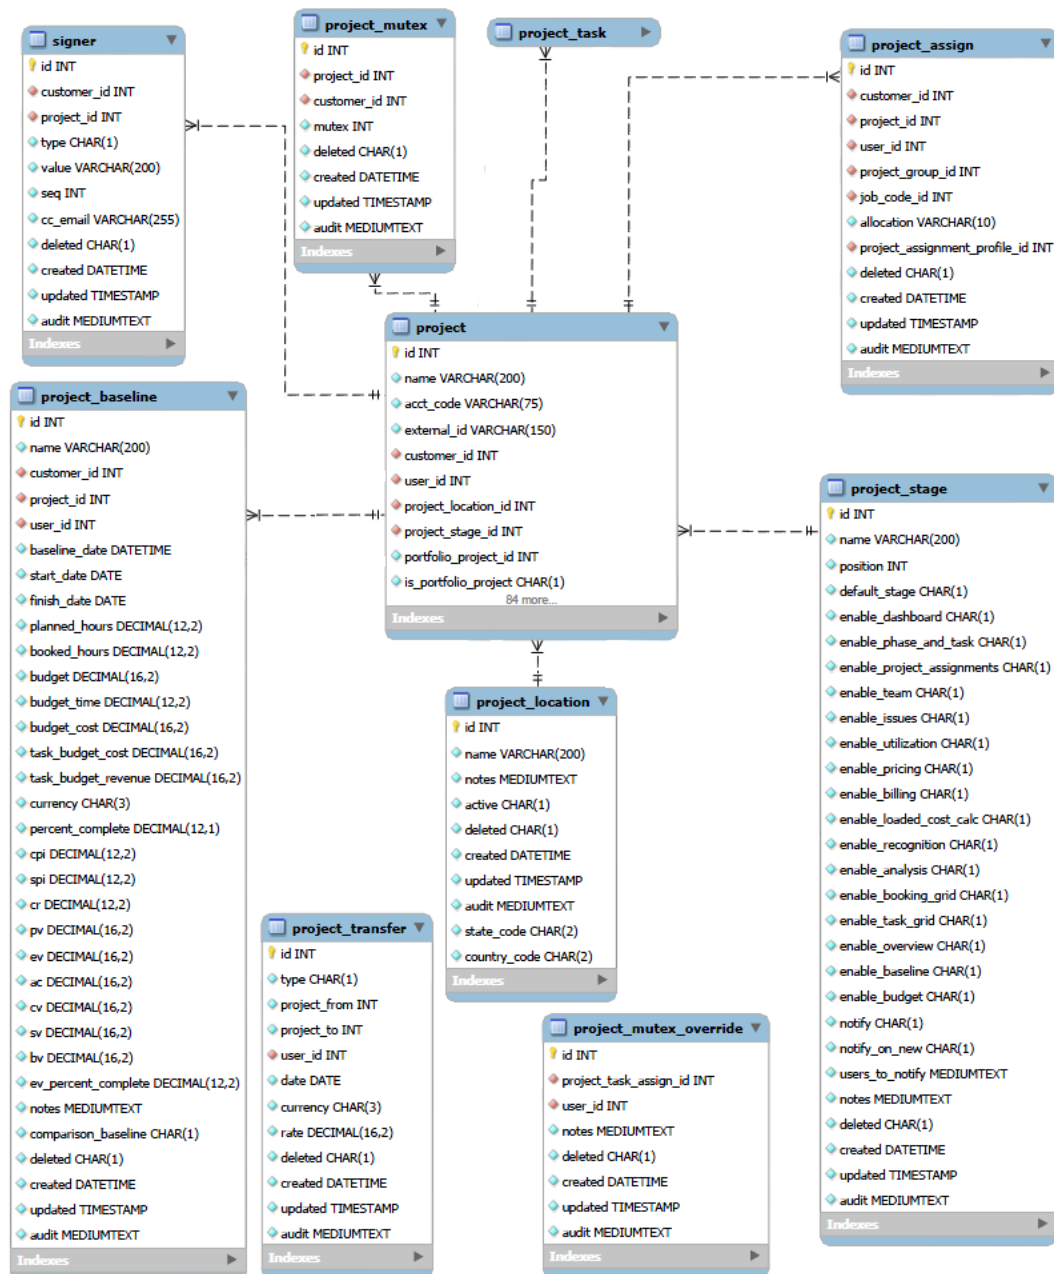 signer
id INT
customer_id INT
project_id INT
type CHAR(1)
value VARCHAR(200)
seq INT
cc_email VARCHAR(255)
deleted CHAR(1)
created DATETIME
updated TIMESTAMP
audit MEDIUMTEXT
Indexes
project_mutex
id INT
project_id INT
customer_id INT
mutex INT
deleted CHAR(1)
created DATETIME
updated TIMESTAMP
audit MEDIUMTEXT
Indexes
project_task
project_assign
id INT
customer_id INT
project_id INT
user_id INT
project_group_id INT
job_code_id INT
allocation VARCHAR(10)
project_assignment_profile_id INT
deleted CHAR(1)
created DATETIME
updated TIMESTAMP
audit MEDIUMTEXT
Indexes
project
id INT
name VARCHAR(200)
acct_code VARCHAR(75)
external_id VARCHAR(150)
customer_id INT
user_id INT
project_location_id INT
project_stage_id INT
portfolio_project_id INT
is_portfolio_project CHAR(1)
84 more...
Indexes
project_baseline
id INT
name VARCHAR(200)
customer_id INT
project_id INT
user_id INT
baseline_date DATETIME
start_date DATE
finish_date DATE
planned_hours DECIMAL(12,2)
booked_hours DECIMAL(12,2)
budget DECIMAL(16,2)
budget_time DECIMAL(12,2)
budget_cost DECIMAL(16,2)
task_budget_cost DECIMAL(16,2)
task_budget_revenue DECIMAL(16,2)
currency CHAR(3)
percent_complete DECIMAL(12,1)
cpi DECIMAL(12,2)
spi DECIMAL(12,2)
cr DECIMAL(12,2)
pv DECIMAL(16,2)
ev DECIMAL(16,2)
ac DECIMAL(16,2)
cv DECIMAL(16,2)
sv DECIMAL(16,2)
bv DECIMAL(16,2)
ev_percent_complete DECIMAL(12,2)
notes MEDIUMTEXT
comparison_baseline CHAR(1)
deleted CHAR(1)
created DATETIME
updated TIMESTAMP
audit MEDIUMTEXT
Indexes
project_stage
id INT
name VARCHAR(200)
position INT
default_stage CHAR(1)
enable_dashboard CHAR(1)
enable_phase_and_task CHAR(1)
enable_project_assignments CHAR(1)
enable_team CHAR(1)
enable_issues CHAR(1)
enable_utilization CHAR(1)
enable_pricing CHAR(1)
enable_billing CHAR(1)
enable_loaded_cost_calc CHAR(1)
enable_recognition CHAR(1)
enable_analysis CHAR(1)
enable_booking_grid CHAR(1)
enable_task_grid CHAR(1)
enable_overview CHAR(1)
enable_baseline CHAR(1)
enable_budget CHAR(1)
notify CHAR(1)
notify_on_new CHAR(1)
users_to_notify MEDIUMTEXT
notes MEDIUMTEXT
deleted CHAR(1)
created DATETIME
updated TIMESTAMP
audit MEDIUMTEXT
Indexes
project_location
id INT
name VARCHAR(200)
notes MEDIUMTEXT
active CHAR(1)
deleted CHAR(1)
created DATETIME
updated TIMESTAMP
audit MEDIUMTEXT
state_code CHAR(2)
country_code CHAR(2)
Indexes
project_transfer
id INT
type CHAR(1)
project_from INT
project_to INT
user_id INT
date DATE
currency CHAR(3)
rate DECIMAL(16,2)
deleted CHAR(1)
created DATETIME
updated TIMESTAMP
audit MEDIUMTEXT
Indexes
project_mutex_override
id INT
project_task_assign_id INT
user_id INT
notes MEDIUMTEXT
deleted CHAR(1)
created DATETIME
updated TIMESTAMP
audit MEDIUMTEXT
Indexes